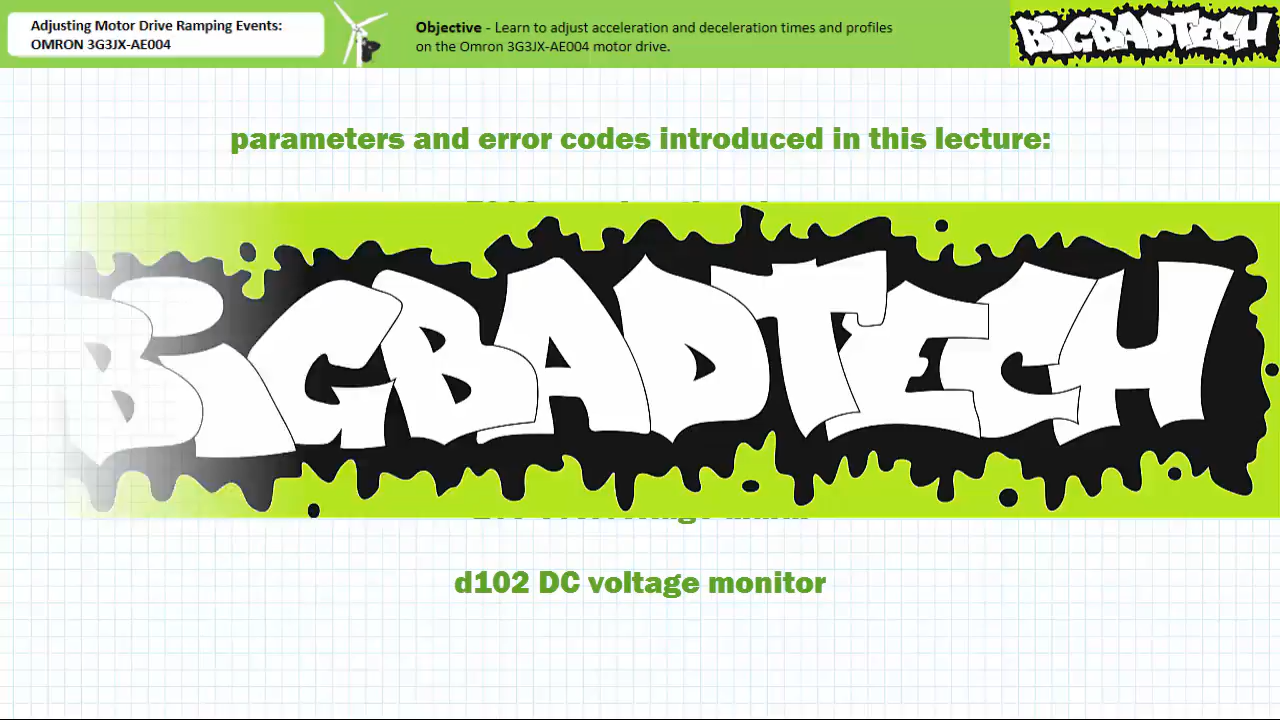 Adjusting Motor Drive Ramping Events:
OMRON 3G3JX-AE004
Objective - Learn to adjust acceleration and deceleration times and profiles
on the Omron 3G3JX-AE004 motor drive.
BIGBADTECH
parameters and error codes introduced in this lecture:
BIGBADTECH
d102 DC voltage monitor